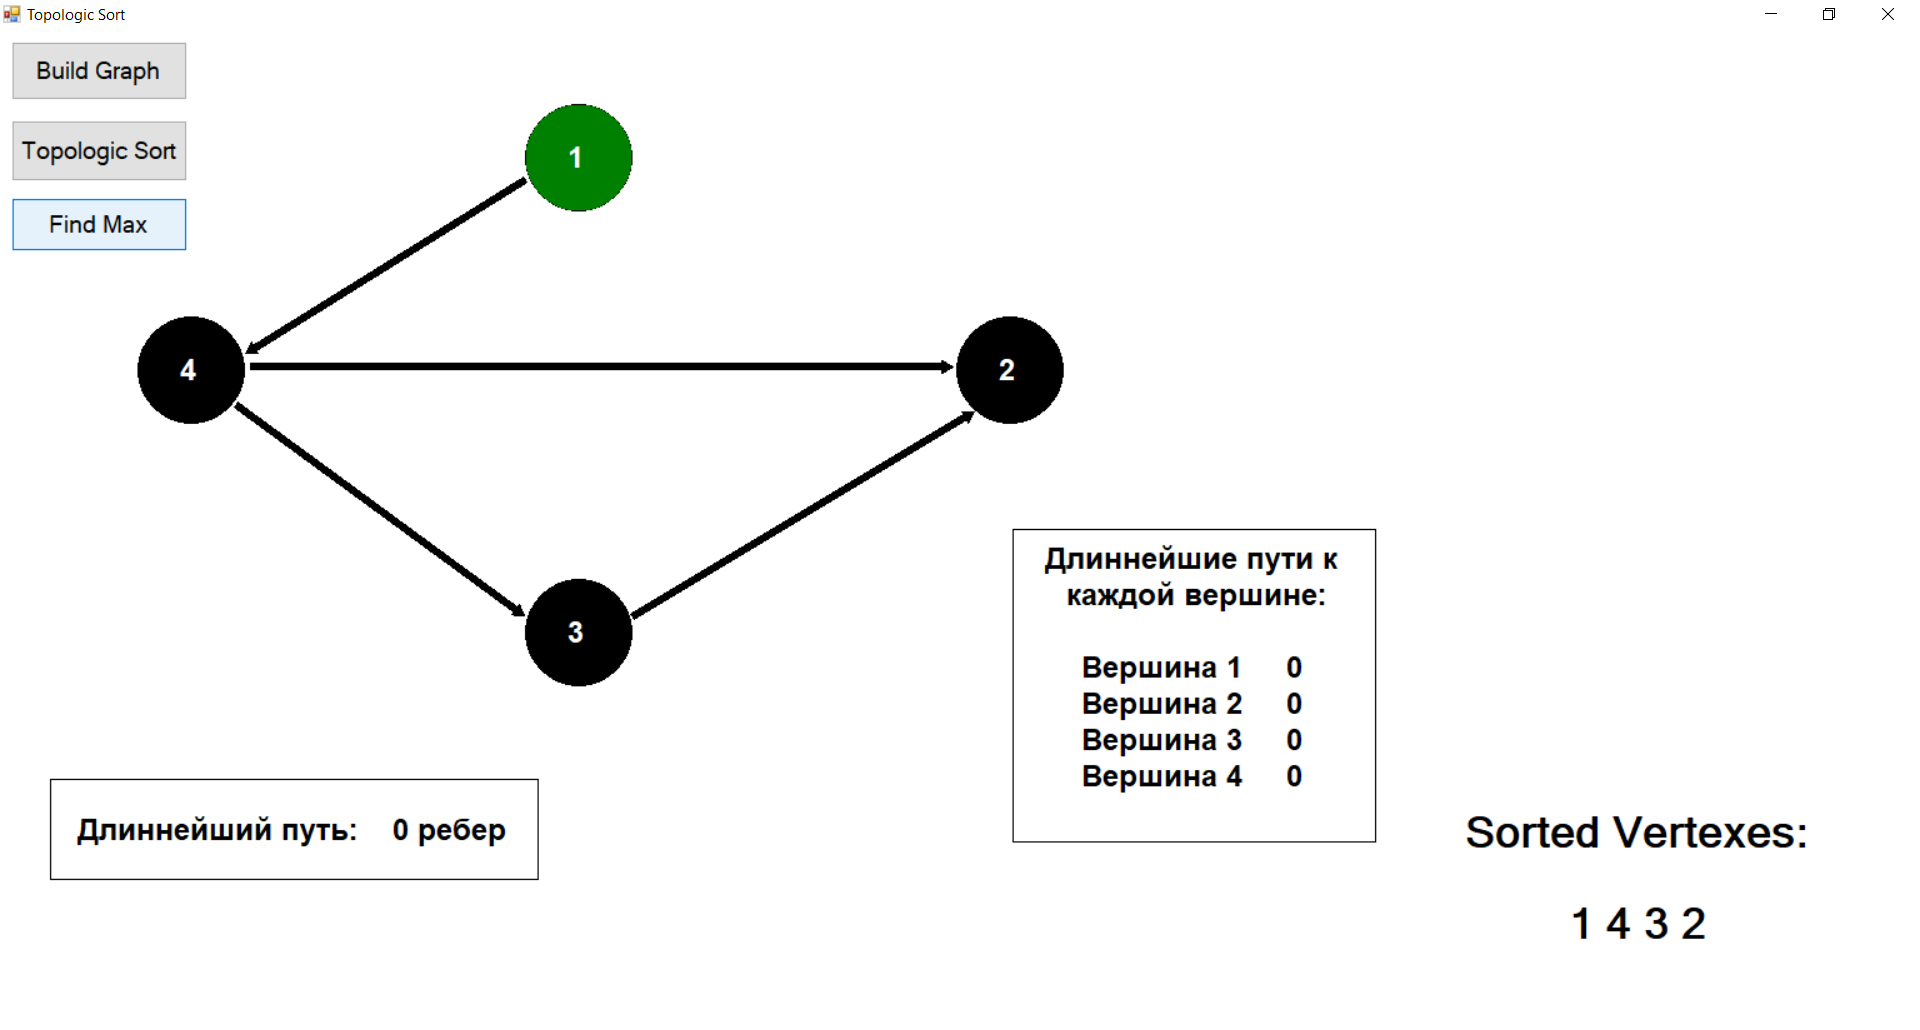 Topologic Sort
Build Graph
Topologic Sort
Find Max
1
4
2
3
Длиннейшие пути к
каждой вершине:
Вершина 1 0
Вершина 2 0
Вершина 3 0
Вершина 4 0
Длиннейший путь: 0 ребер
Sorted Vertexes:
1 4 3 2